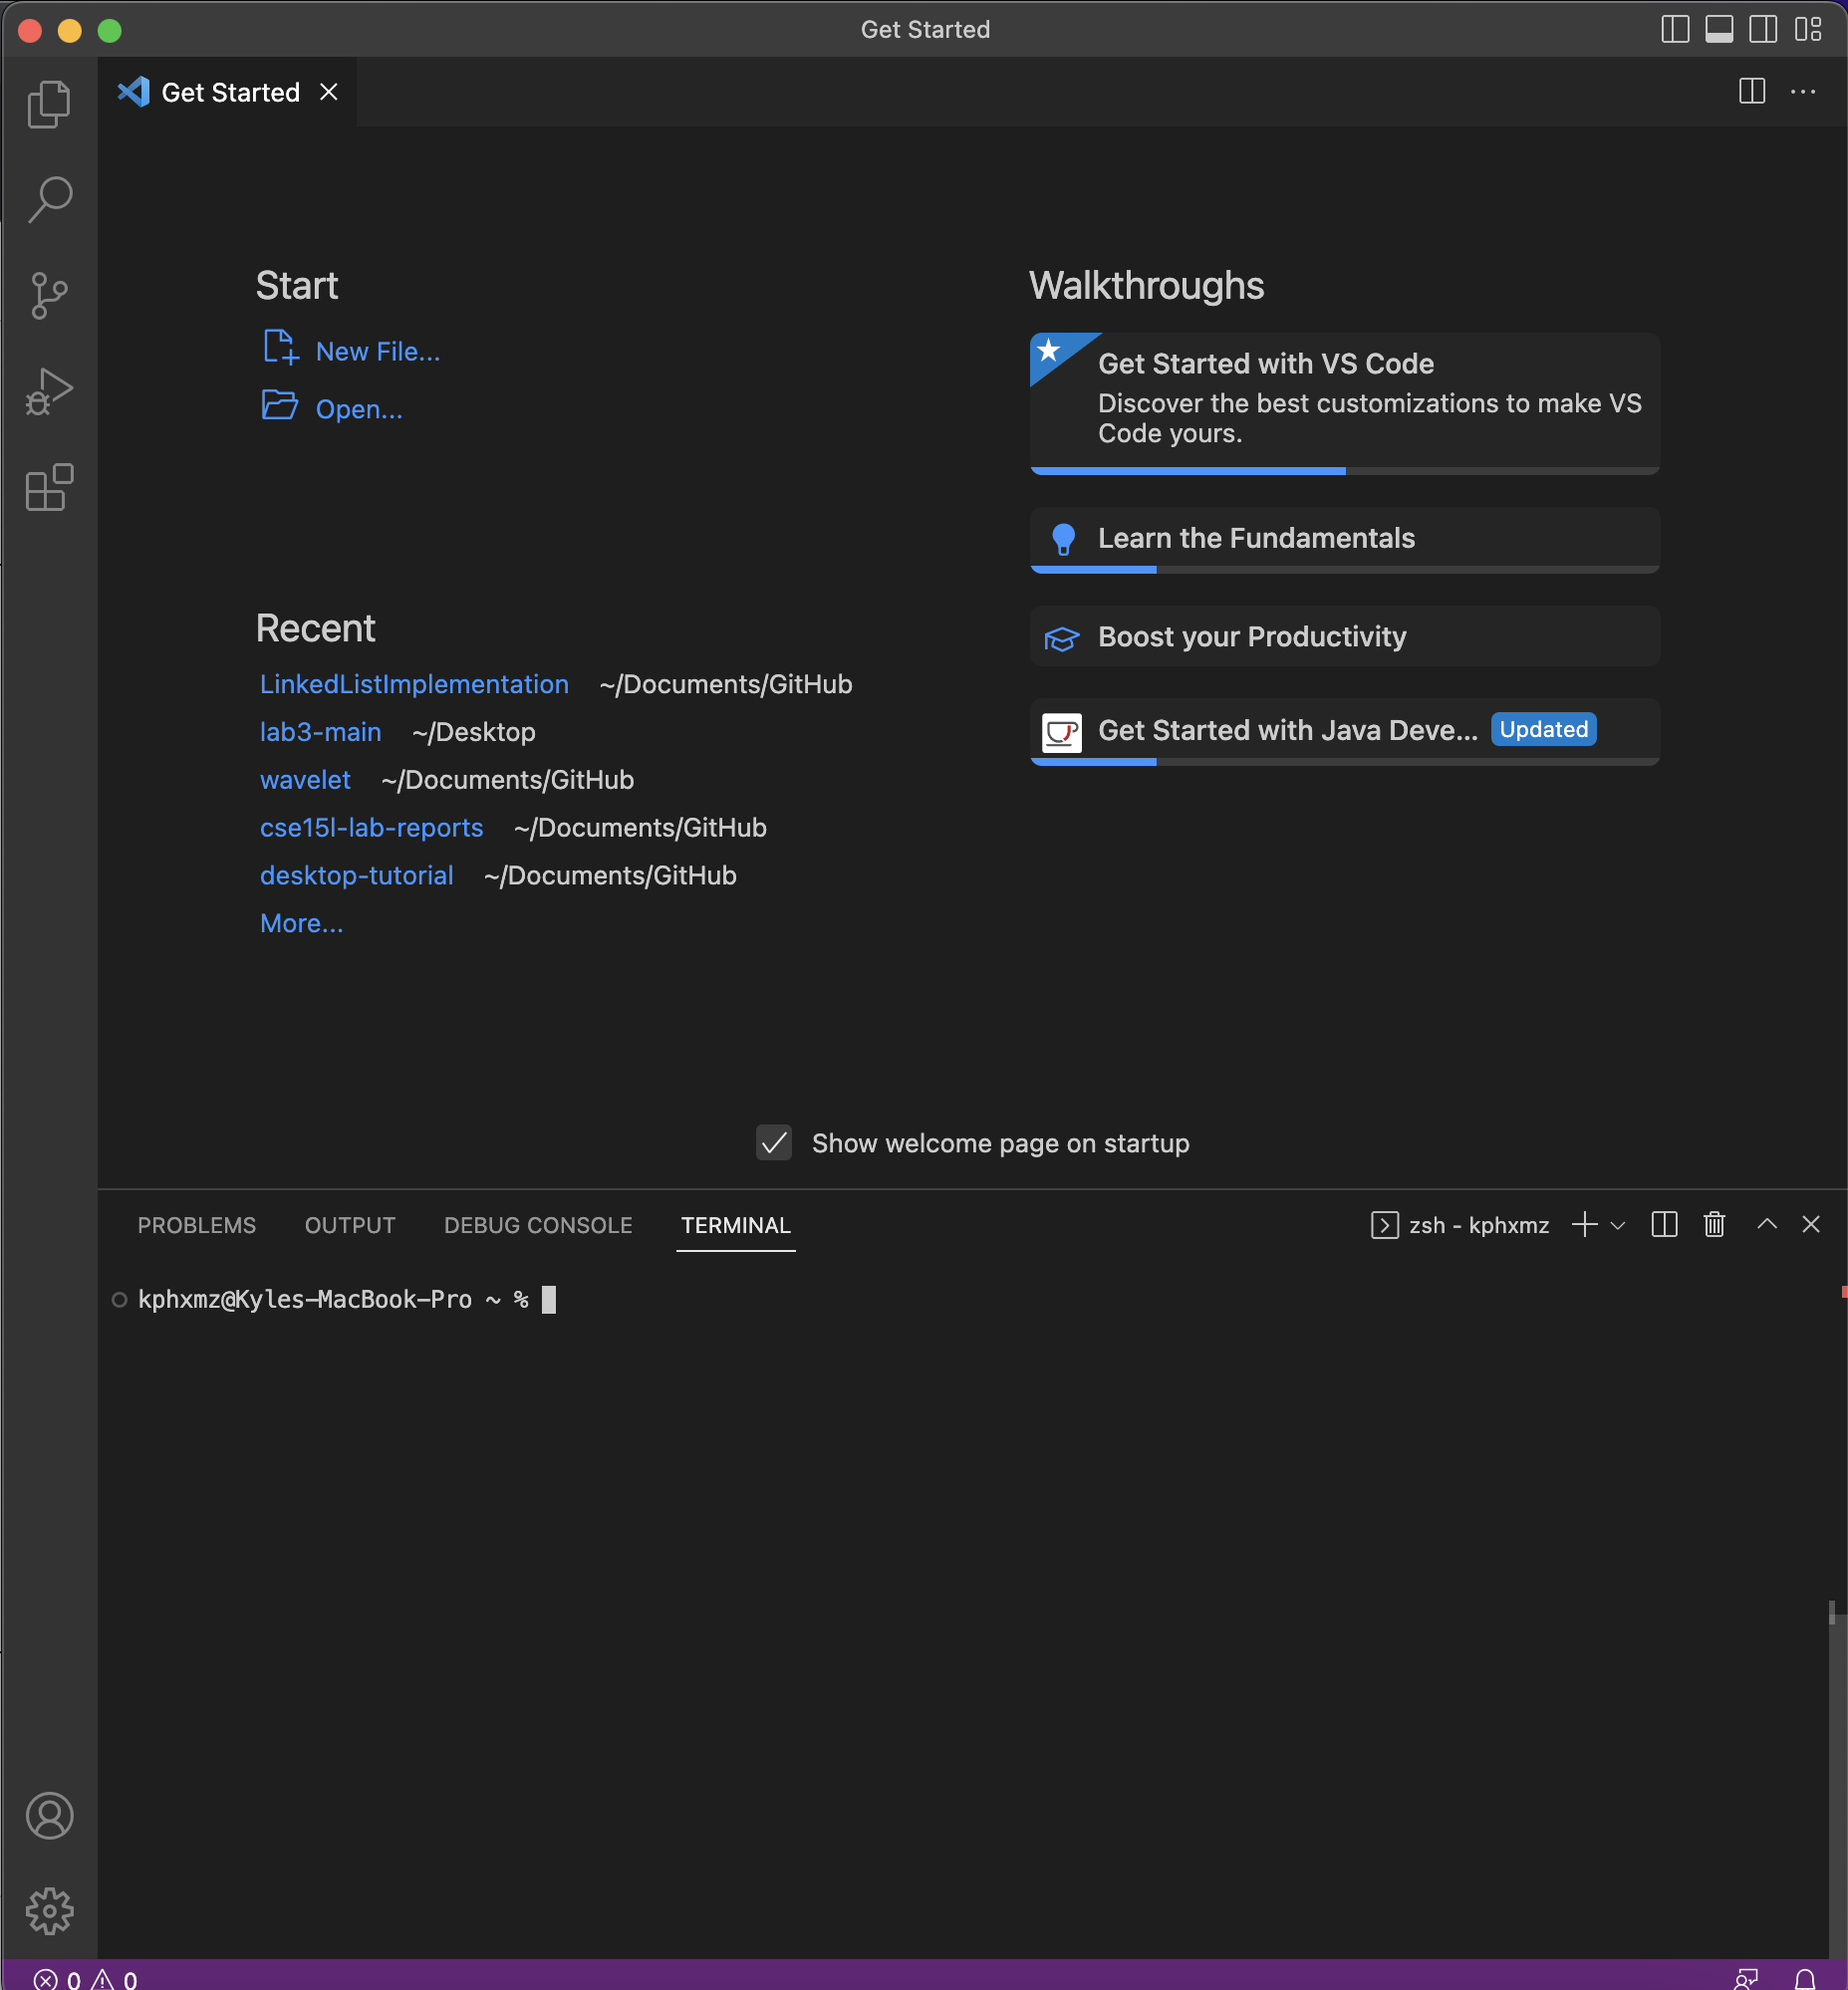 Get Started
Get Started
Start
New File...
Open...
Recent
LinkedListImplementation ~/Documents/GitHub
lab3-main ~/Desktop
wavelet ~/Documents/GitHub
cse15l-lab-reports ~/Documents/GitHub
desktop-tutorial ~/Documents/GitHub
More...
Walkthroughs
Get Started with VS Code
Discover the best customizations to make VS
Code yours.
Learn the Fundamentals
Boost your Productivity
Get Started with Java Deve... Updated
Show welcome page on startup
PROBLEMS OUTPUT DEBUG CONSOLE TERMINAL zsh - kphxmz
kphxmz@Kyles-MacBook-Pro ~ %
0 0